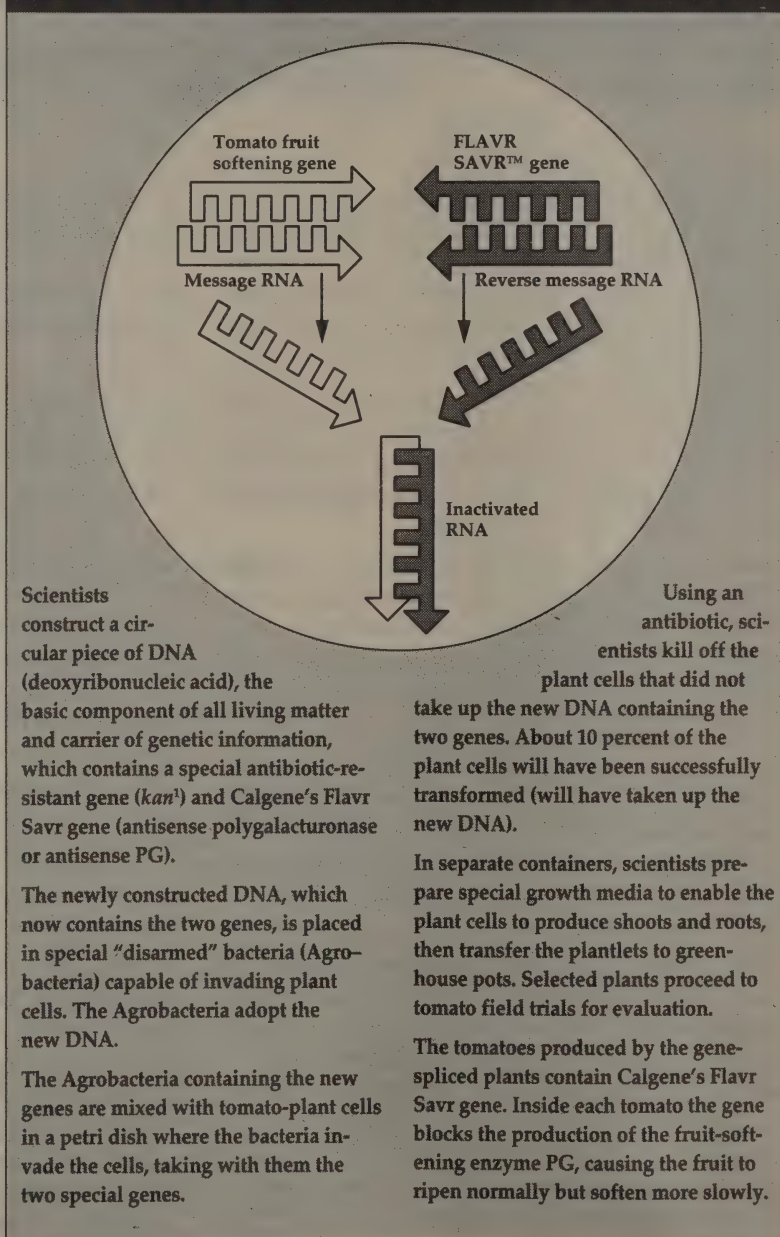 Tomato fruit
softening gene
FLAVR
SAVR™ gene
Message RNA
Reverse message RNA
Inactivated
RNA
Scientists
construct a cir-
cular piece of DNA
(deoxyribonucleic acid), the
basic component of all living matter
and carrier of genetic information,
which contains a special antibiotic-re-
sistant gene (kan¹) and Calgene's Flavr
Savr gene (antisense polygalacturonase
or antisense PG).
The newly constructed DNA, which
now contains the two genes, is placed
in special "disarmed" bacteria (Agro–
bacteria) capable of invading plant
cells. The Agrobacteria adopt the
new DNA.
The Agrobacteria containing the new
genes are mixed with tomato-plant cells
in a petri dish where the bacteria in-
vade the cells, taking with them the
two special genes.
Using an
antibiotic, sci-
entists kill off the
plant cells that did not
take up the new DNA containing the
two genes. About 10 percent of the
plant cells will have been successfully
transformed (will have taken up the
new DNA).
In separate containers, scientists pre-
pare special growth media to enable the
plant cells to produce shoots and roots,
then transfer the plantlets to green-
house pots. Selected plants proceed to
tomato field trials for evaluation.
The tomatoes produced by the gene-
spliced plants contain Calgene's Flavr
Savr gene. Inside each tomato the gene
blocks the production of the fruit-soft-
ening enzyme PG, causing the fruit to
ripen normally but soften more slowly.